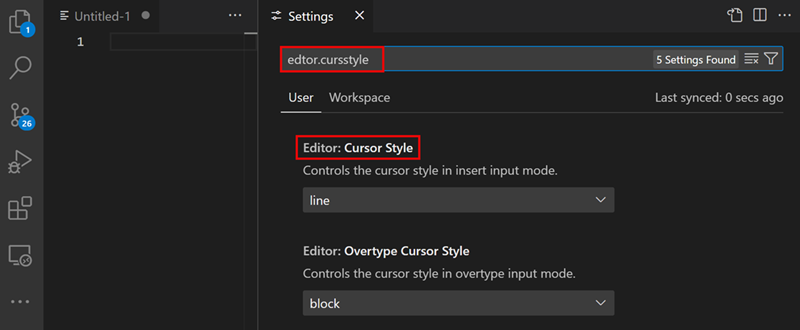 Untitled-1
1
1
26
Settings
edtor.cursstyle
5 Settings Found
User Workspace
Last synced: 0 secs ago
Editor: Cursor Style
Controls the cursor style in insert input mode.
line
Editor: Overtype Cursor Style
Controls the cursor style in overtype input mode.
block